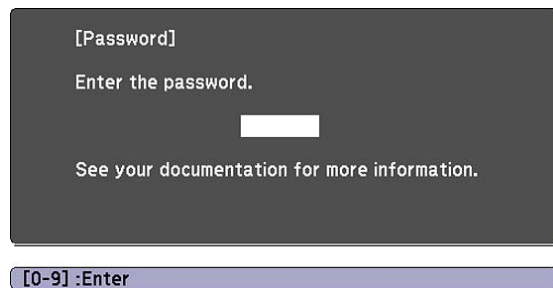 [Password]
Enter the password.
See your documentation for more information.
[0-9] :Enter